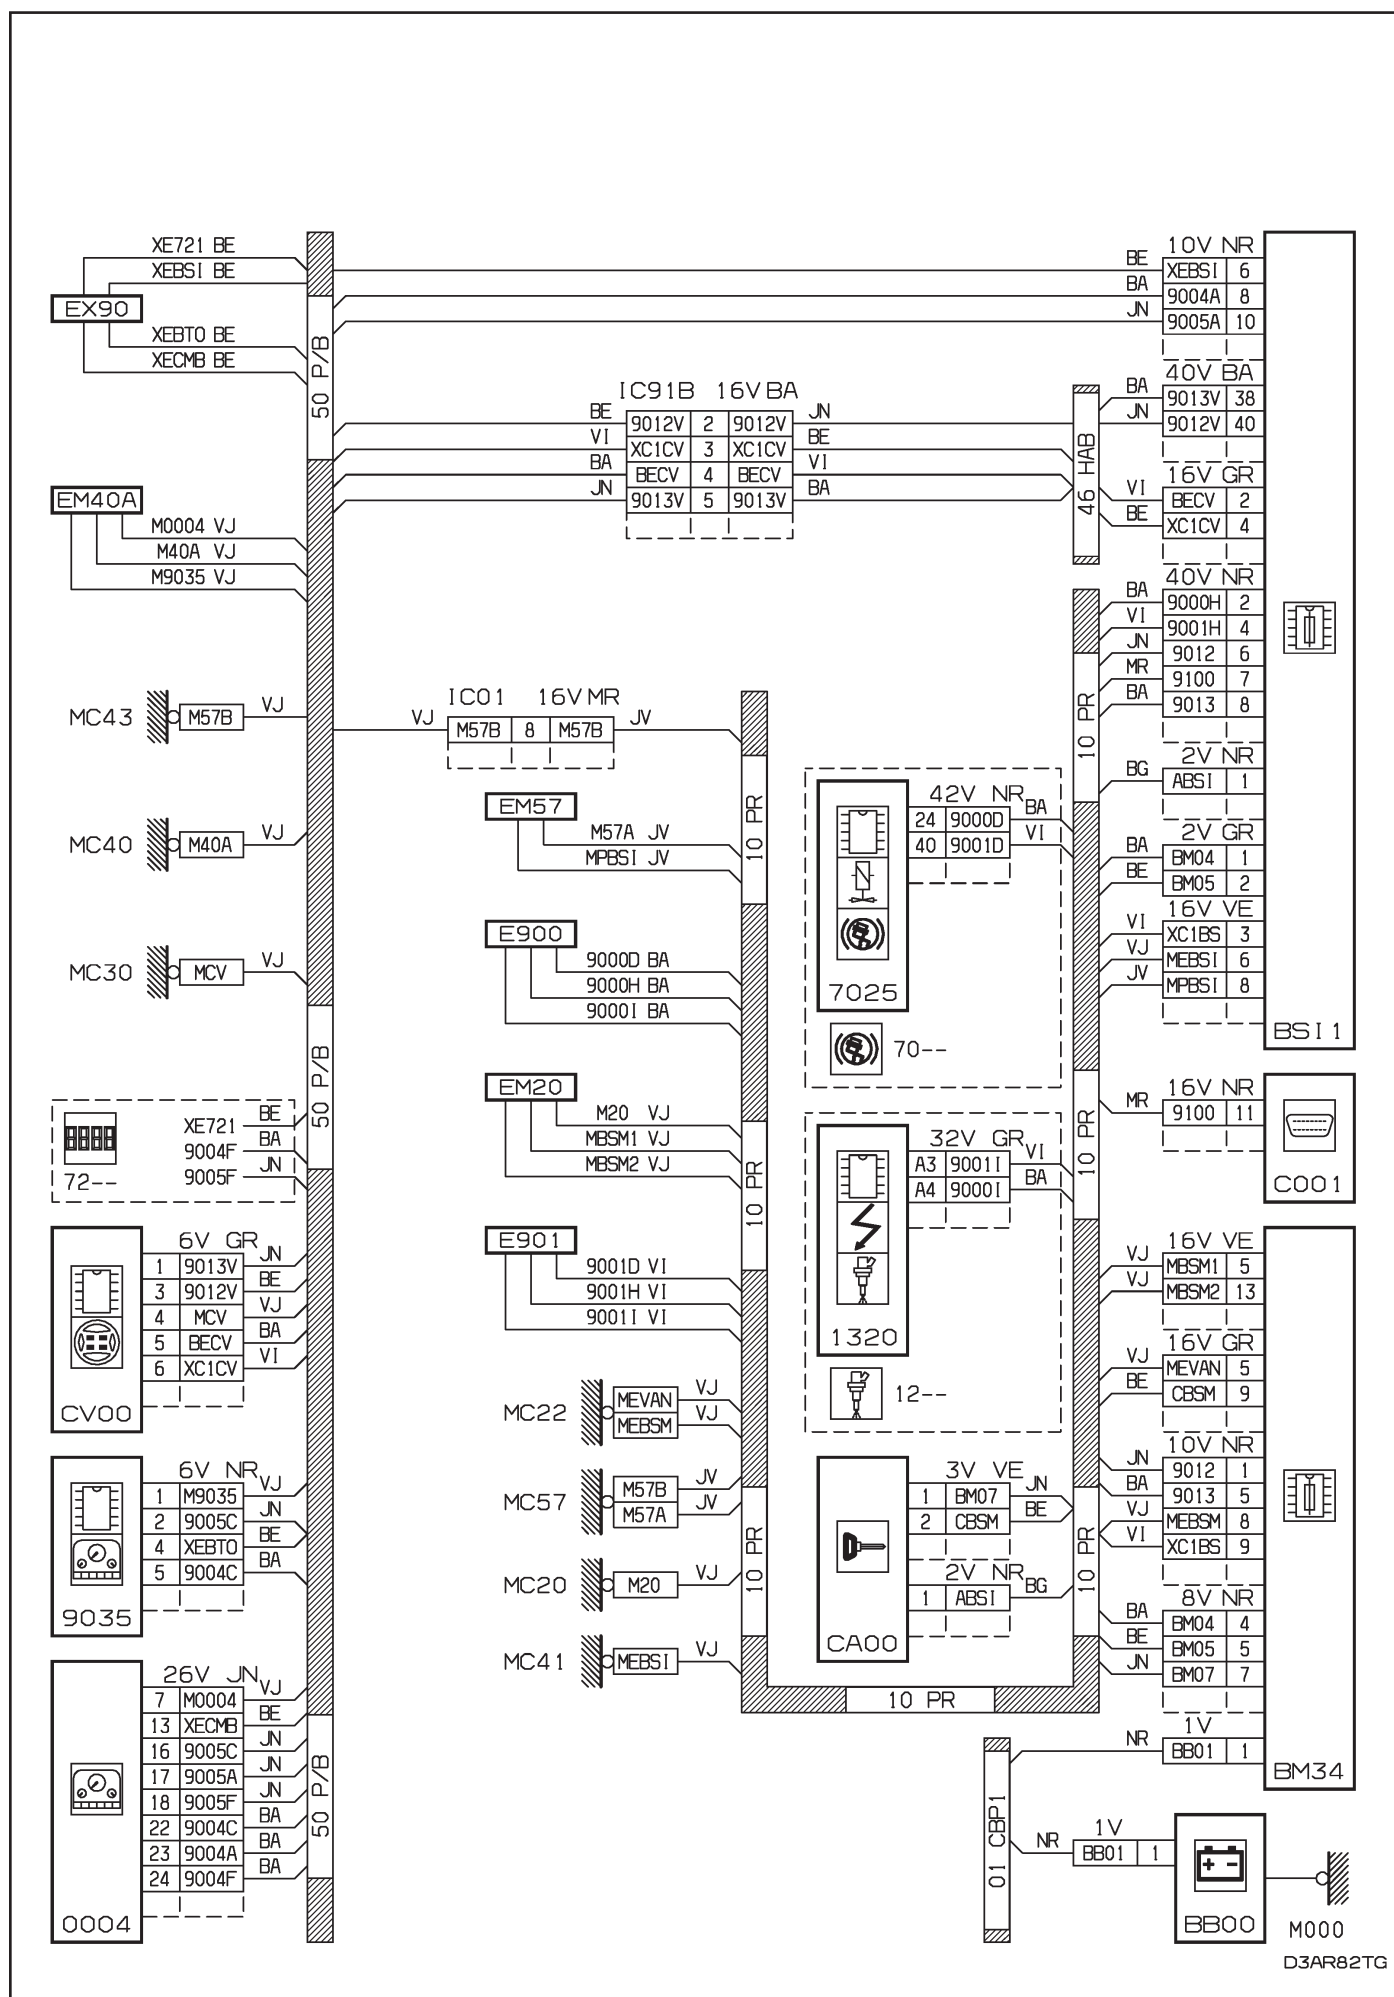 XE721 BE
XEBSI BE
EX90
XEBTO BE
XECMB BE
50 P/B
EM40A
M0004 VJ
M40A VJ
M9035 VJ
MC43 M57B VJ
MC40 M40A VJ
MC30 MCV VJ
50 P/B
72--
XE721 BE
9004F BA
9005F JN
6V GR
1 9013V JN
3 9012V BE
4 MCV VJ
5 BECV BA
6 XC1CV VI
CV00
6V NR
1 M9035 VJ
2 9005C JN
4 XEBTO BE
5 9004C BA
9035
26V JN
7 M0004 VJ
13 XECMB BE
16 9005C JN
17 9005A JN
18 9005F JN
22 9004C BA
23 9004A BA
24 9004F BA
0004
50 P/B
IC91B 16V BA
BE 9012V 2 9012V JN
VI XC1CV 3 XC1CV BE
BA BECV 4 BECV VI
JN 9013V 5 9013V BA
46 HAB
IC01 16V MR
VJ M57B 8 M57B JV
EM57
M57A JV
MPBSI JV
10 PR
E900
9000D BA
9000H BA
9000I BA
EM20
M20 VJ
MBSM1 VJ
MBSM2 VJ
10 PR
E901
9001D VI
9001H VI
9001I VI
MC22
MEVAN VJ
MEBSM VJ
MC57
M57B JV
M57A JV
MC20 M20 VJ
MC41 MEBSI VJ
10 PR
10 PR
42V NR
24 9000D BA
40 9001D VI
7025
70--
32V GR
A3 9001I VI
A4 9000I BA
1320
12--
3V VE
1 BM07 JN
2 CBSM BE
2V NR
1 ABSI BG
CA00
10 PR
10 PR
10 PR
10V NR
BE XEBSI 6
BA 9004A 8
JN 9005A 10
40V BA
BA 9013V 38
JN 9012V 40
16V GR
VI BECV 2
BE XC1CV 4
40V NR
BA 9000H 2
VI 9001H 4
JN 9012 6
MR 9100 7
BA 9013 8
2V NR
BG ABSI 1
2V GR
BA BM04 1
BE BM05 2
16V VE
VI XC1BS 3
VJ MEBSI 6
JV MPBSI 8
BSI1
16V NR
MR 9100 11
C001
16V VE
VJ MBSM1 5
VJ MBSM2 13
16V GR
VJ MEVAN 5
BE CBSM 9
10V NR
JN 9012 1
BA 9013 5
VJ MEBSM 8
VI XC1BS 9
8V NR
BA BM04 4
BE BM05 5
JN BM07 7
1V
NR BB01 1
BM34
01 CBP1
1V
NR BB01 1
+ -
BB00
M000
D3AR82TG